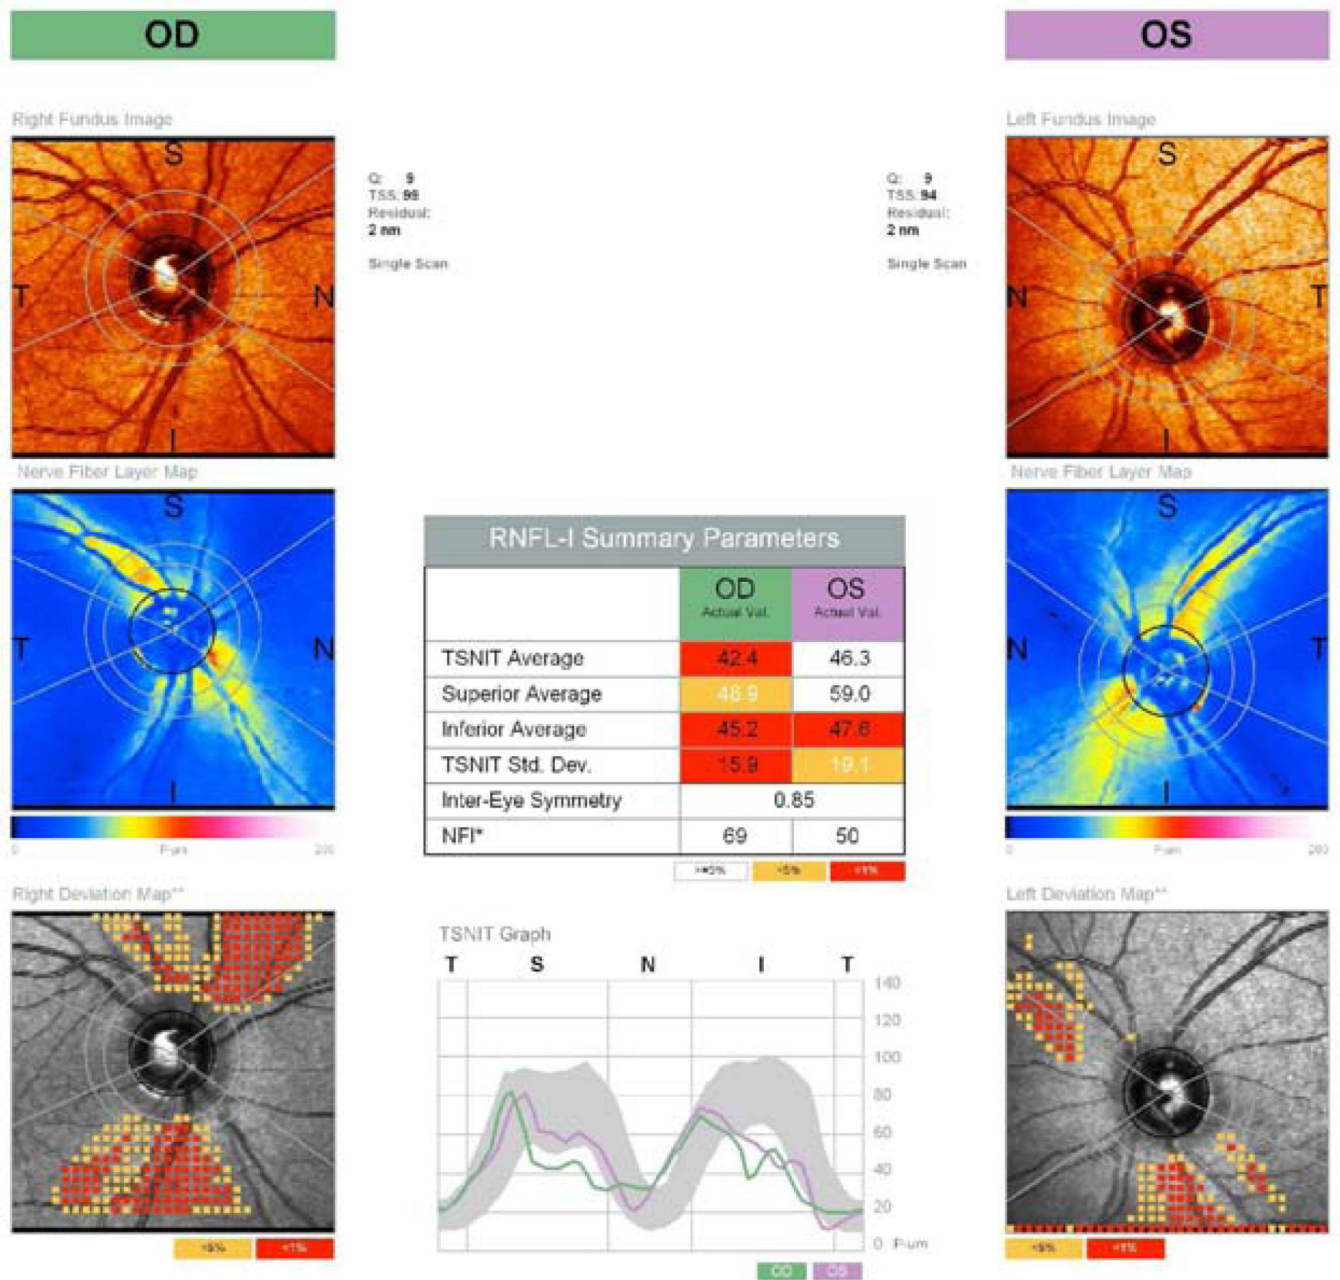 OD
OS
Right Fundus Image
Left Fundus Image
S
T
N
I
Q: 9
TSS: 99
Residual:
2 nm
Single Scan
Q: 9
TSS: 94
Residual:
2 nm
Single Scan
S
N
T
I
Nerve Fiber Layer Map
Nerve Fiber Layer Map
S
T
N
I
0 200
S
N
T
I
0 200
RNFL-I Summary Parameters
OD OS
Actual Val. Actual Val.
TSNIT Average 42.4 46.3
Superior Average 48.9 59.0
Inferior Average 45.2 47.6
TSNIT Std. Dev. 15.9 19.1
Inter-Eye Symmetry 0.85
NFI* 69 50
>=5% <5% <1%
Right Deviation Map**
Left Deviation Map**
<5% <1%
<5% <1%
TSNIT Graph
T S N I T
140
120
100
80
60
40
20
0
OD OS